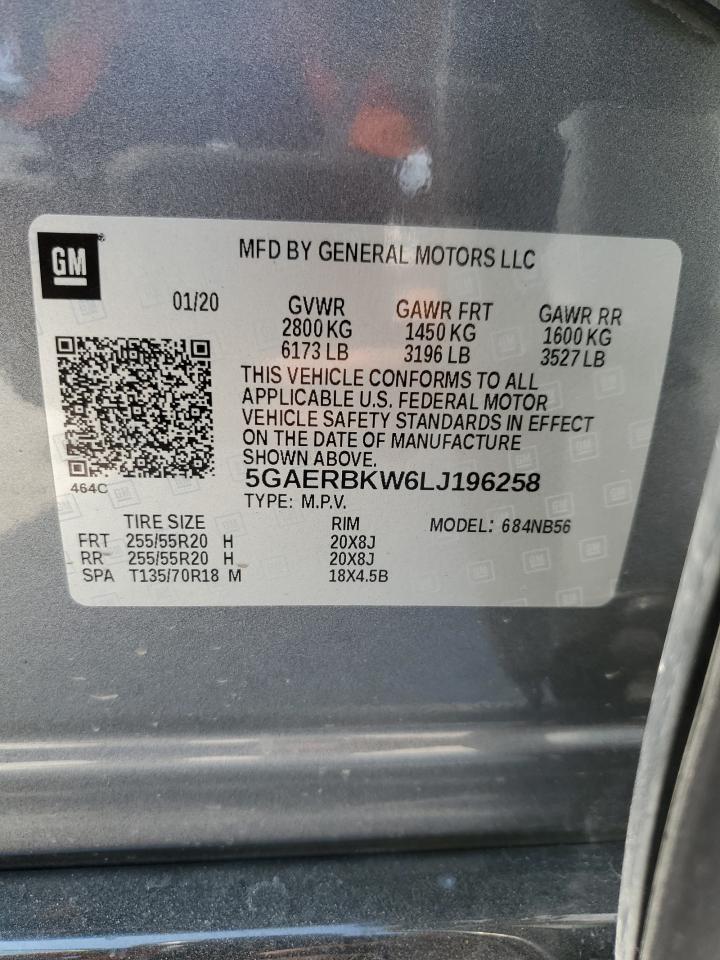 GM
MFD BY GENERAL MOTORS LLC
01/20 GVWR GAWR FRT GAWR RR
2800 KG 1450 KG 1600 KG
6173 LB 3196 LB 3527 LB
THIS VEHICLE CONFORMS TO ALL
APPLICABLE U.S. FEDERAL MOTOR
VEHICLE SAFETY STANDARDS IN EFFECT
ON THE DATE OF MANUFACTURE
SHOWN ABOVE.
464C
5GAERBKW6LJ196258
TYPE: M.P.V.
TIRE SIZE RIM MODEL: 684NB56
FRT 255/55R20 H 20X8J
RR 255/55R20 H 20X8J
SPA T135/70R18 M 18X4.5B